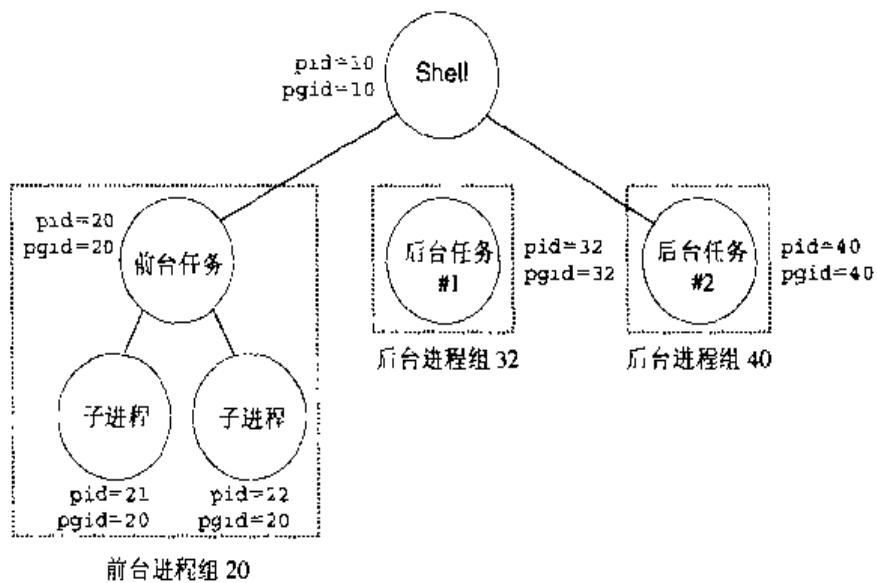 pid=10
pgid=10
Shell
pid=20
pgid=20
前台任务
后台任务
#1
pid=32
pgid=32
后台任务
#2
pid=40
pgid=40
后台进程组 32
后台进程组 40
子进程
子进程
pid=21
pgid=20
pid=22
pgid=20
前台进程组 20